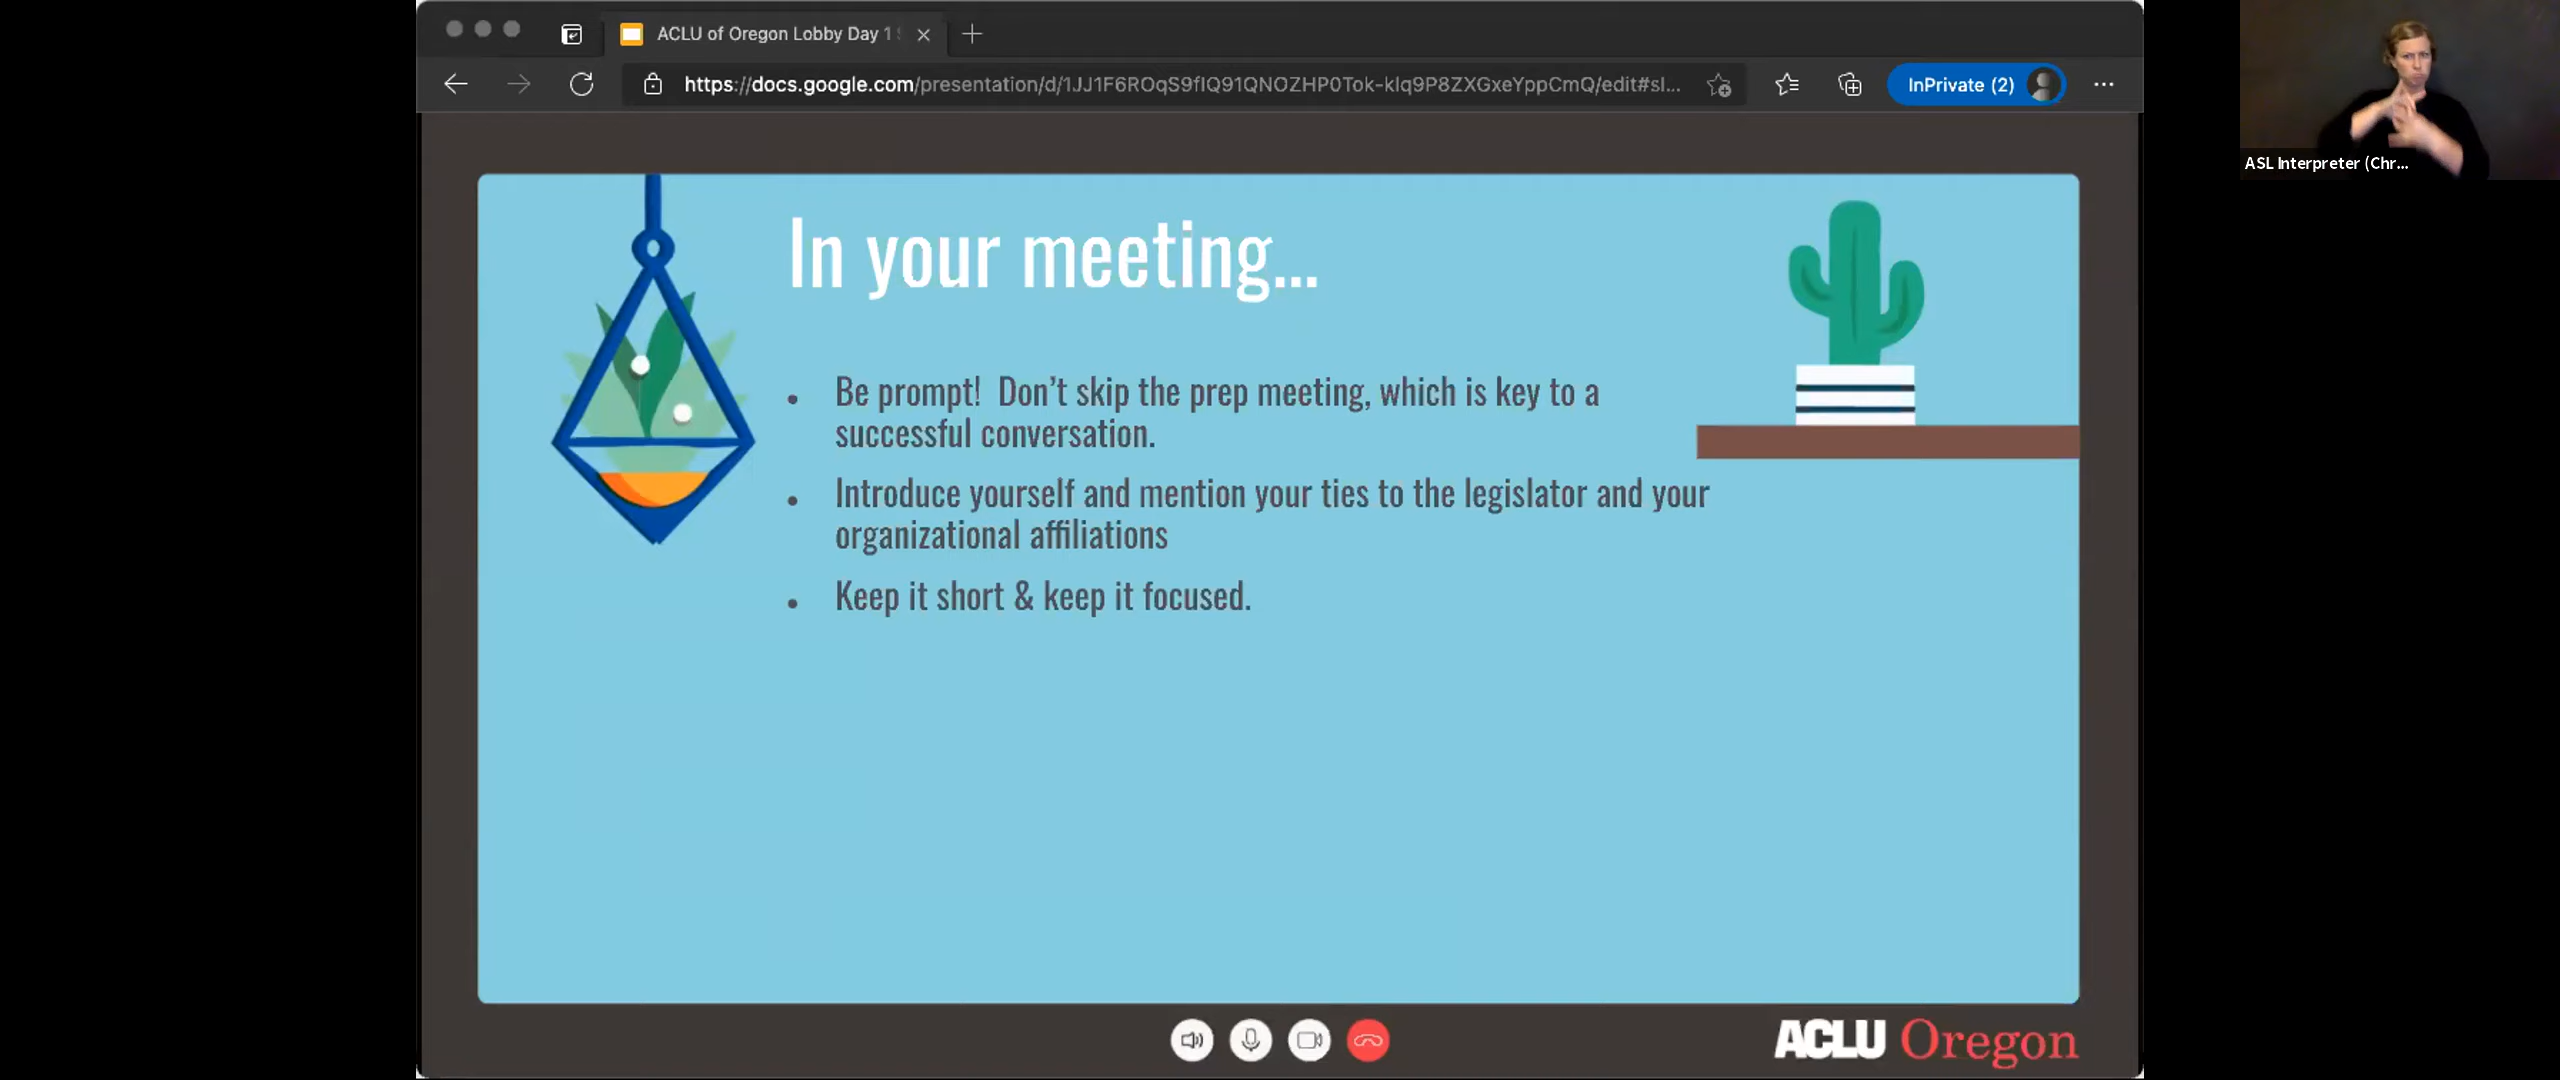 ACLU of Oregon Lobby Day 1
https://docs.google.com/presentation/d/1JJ1F6ROqS9fIQ91QNOZHP0Tok-klq9P8ZXGxeYppCmQ/edit#sl...
InPrivate (2)
ASL Interpreter (Chr...
In your meeting...
• Be prompt!  Don't skip the prep meeting, which is key to a
successful conversation.
• Introduce yourself and mention your ties to the legislator and your
organizational affiliations
• Keep it short & keep it focused.
ACLU Oregon